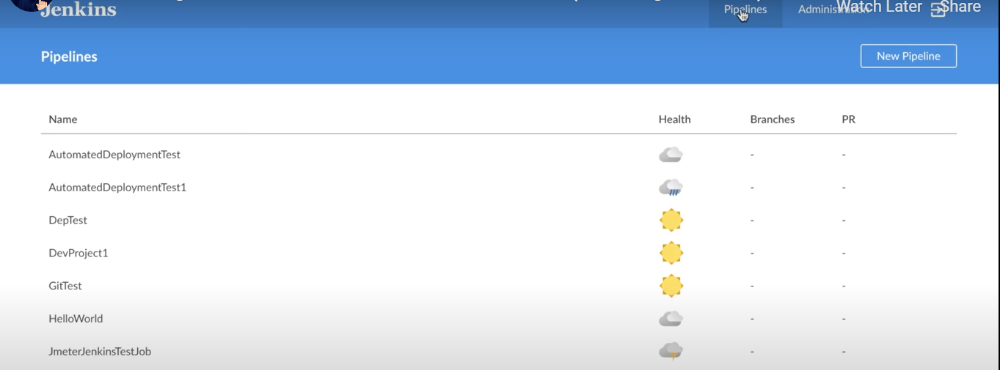 Jenkins
Pipelines
Administration
Watch Later
Share
Pipelines
New Pipeline
Name Health Branches PR
AutomatedDeploymentTest - -
AutomatedDeploymentTest1 - -
DepTest - -
DevProject1 - -
GitTest - -
HelloWorld - -
JmeterJenkinsTestJob - -